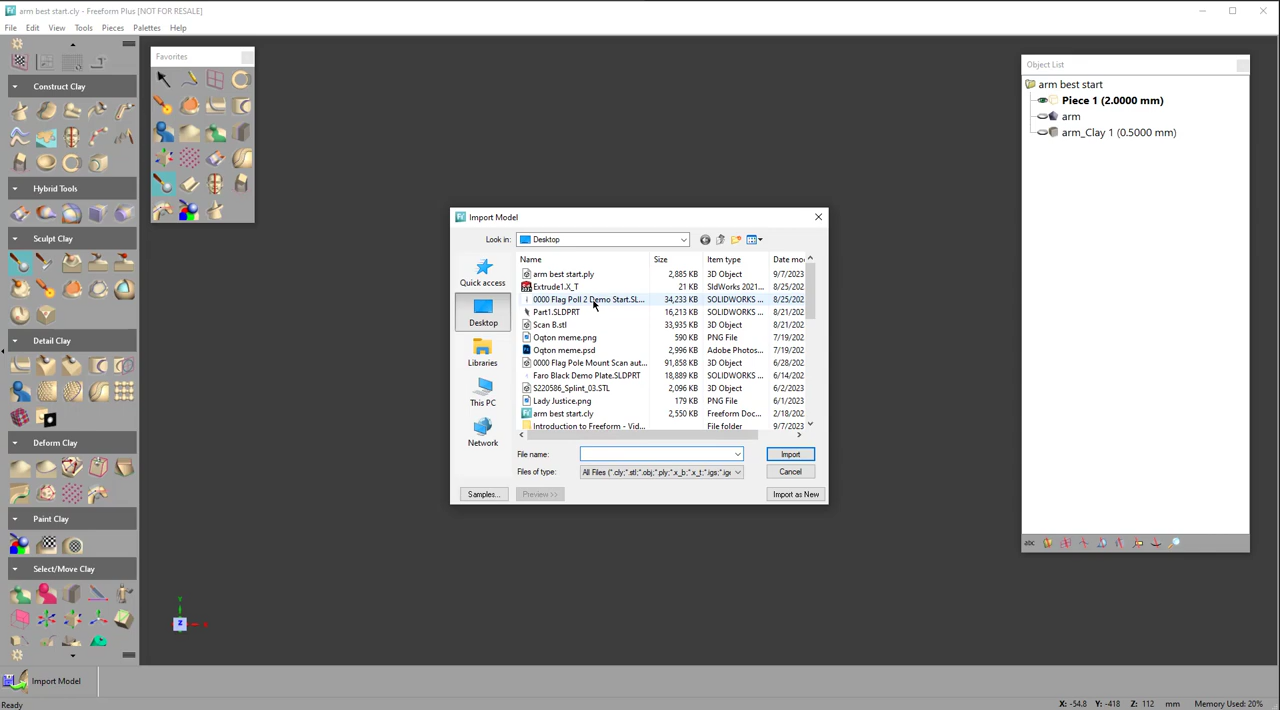 arm best start.cly - Freeform Plus [NOT FOR RESALE]
File Edit View Tools Pieces Palettes Help
Construct Clay
Hybrid Tools
Sculpt Clay
Detail Clay
Deform Clay
Paint Clay
Select/Move Clay
Favorites
Object List
arm best start
Piece 1 (2.0000 mm)
arm
arm_Clay 1 (0.5000 mm)
abc
Import Model
Look in: Desktop
Quick access
Desktop
Libraries
This PC
Network
Name Size Item type Date mo
arm best start.ply 2,885 KB 3D Object 9/7/2023
Extrude1.X_T 21 KB SldWorks 2021... 8/25/202
0000 Flag Poll 2 Demo Start.SL... 34,233 KB SOLIDWORKS ... 8/25/202
Part1.SLDPRT 16,213 KB SOLIDWORKS ... 8/21/202
Scan B.stl 33,935 KB 3D Object 8/21/202
Oqton meme.png 590 KB PNG File 7/19/202
Oqton meme.psd 2,996 KB Adobe Photos... 7/19/202
0000 Flag Pole Mount Scan aut... 91,858 KB 3D Object 6/28/202
Faro Black Demo Plate.SLDPRT 18,889 KB SOLIDWORKS ... 6/14/202
S220586_Splint_03.STL 2,096 KB 3D Object 6/2/2023
Lady Justice.png 179 KB PNG File 6/1/2023
arm best start.cly 2,550 KB Freeform Doc... 2/18/202
Introduction to Freeform - Vid... File folder 9/7/2023
File name: Import
Files of type: All Files (*.cly;*.stl;*.obj;*.ply;*.x_b;*.x_t;*.igs;*.ige Cancel
Samples... Preview >> Import as New
Y
Z
X
Import Model
Ready
X: -54.8 Y: -418 Z: 112 mm Memory Used: 20%